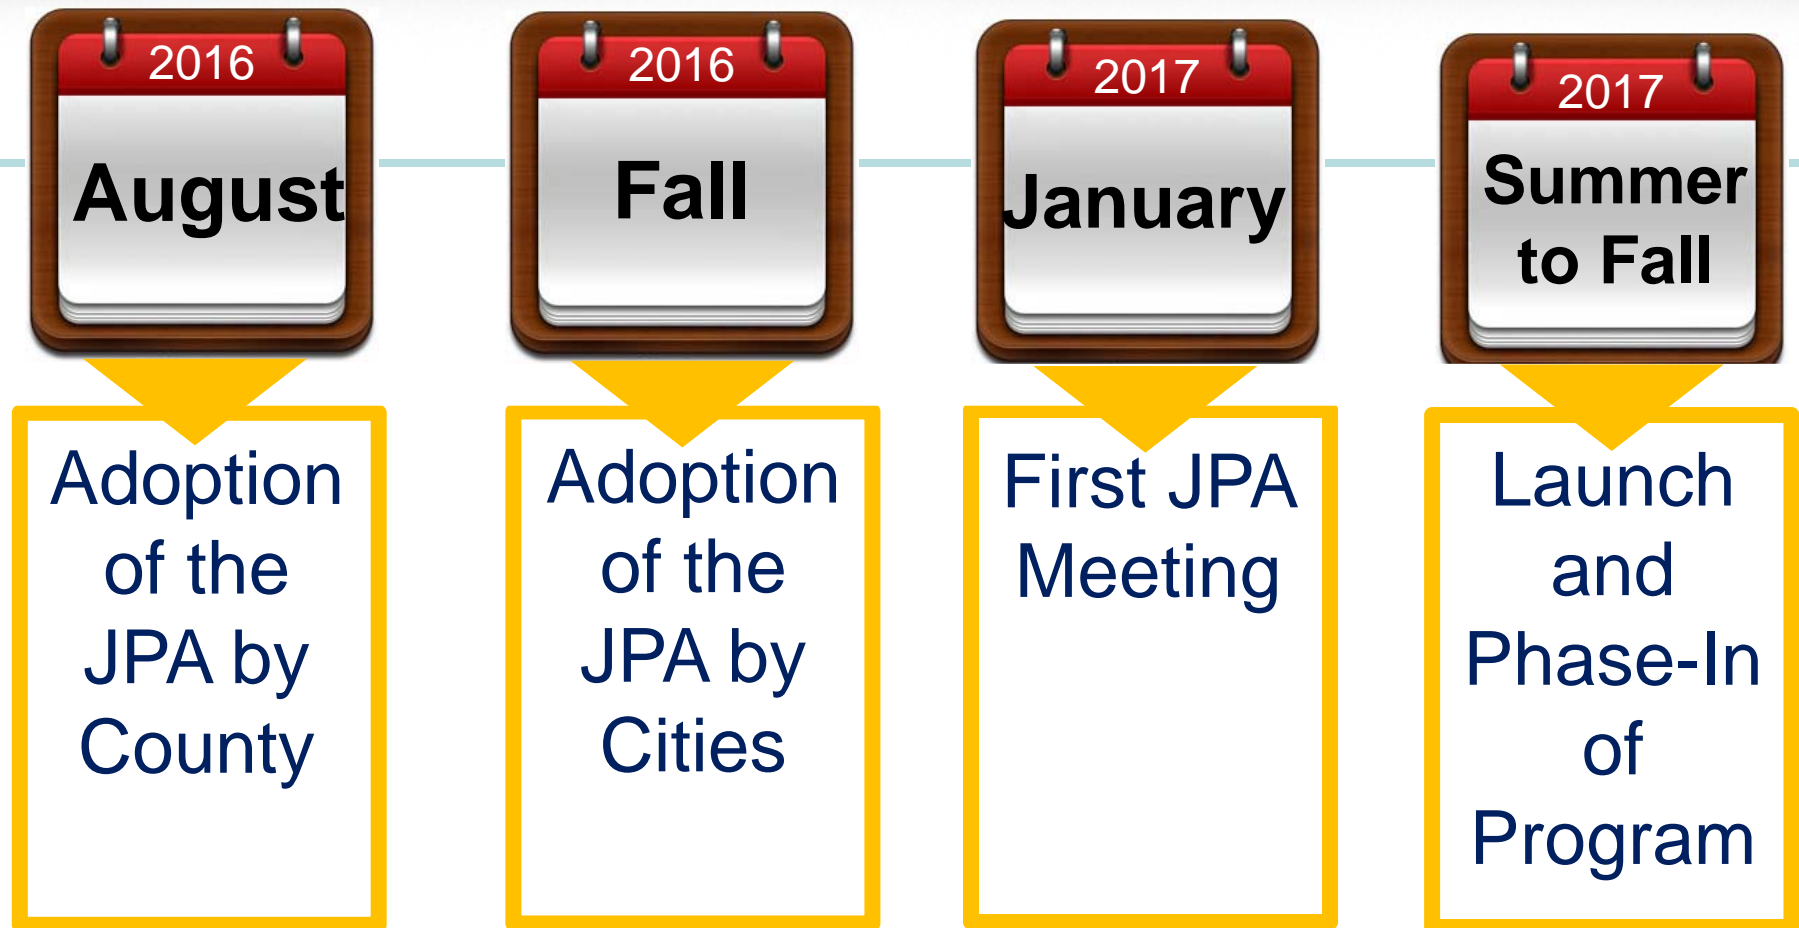 2016
August
Adoption
of the
JPA by
County
2016
Fall
Adoption
of the
JPA by
Cities
2017
January
First JPA
Meeting
2017
Summer
to Fall
Launch
and
Phase-In
of
Program